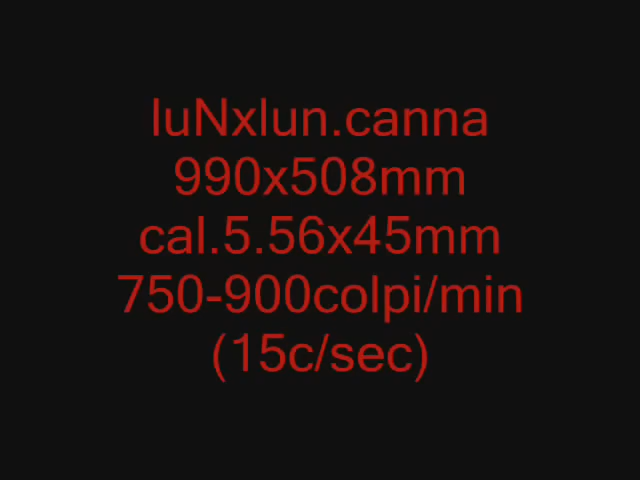 luNxlun.canna
990x508mm
cal.5.56x45mm
750-900colpi/min
(15c/sec)